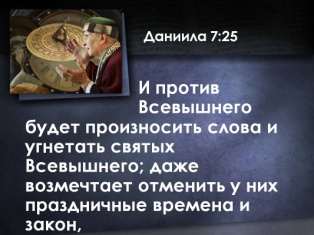 Даниила 7:25
И против
Всевышнего
будет произносить слова и
угнетать святых
Всевышнего; даже
возмечтает отменить у них
праздничные времена и
закон,